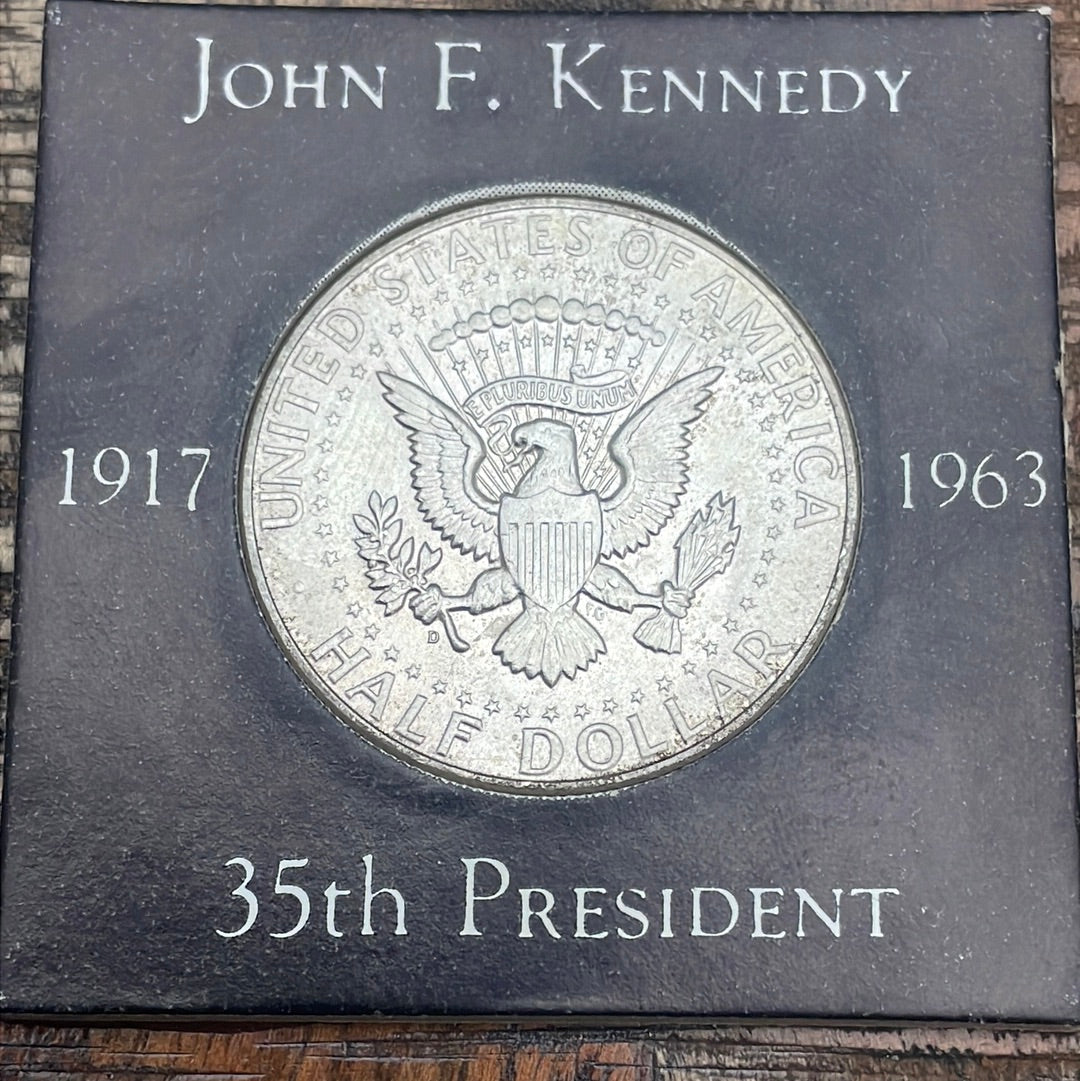 John F. Kennedy
UNITED STATES OF AMERICA
E PLURIBUS UNUM
1917
1963
D
FG
HALF DOLLAR
35th President